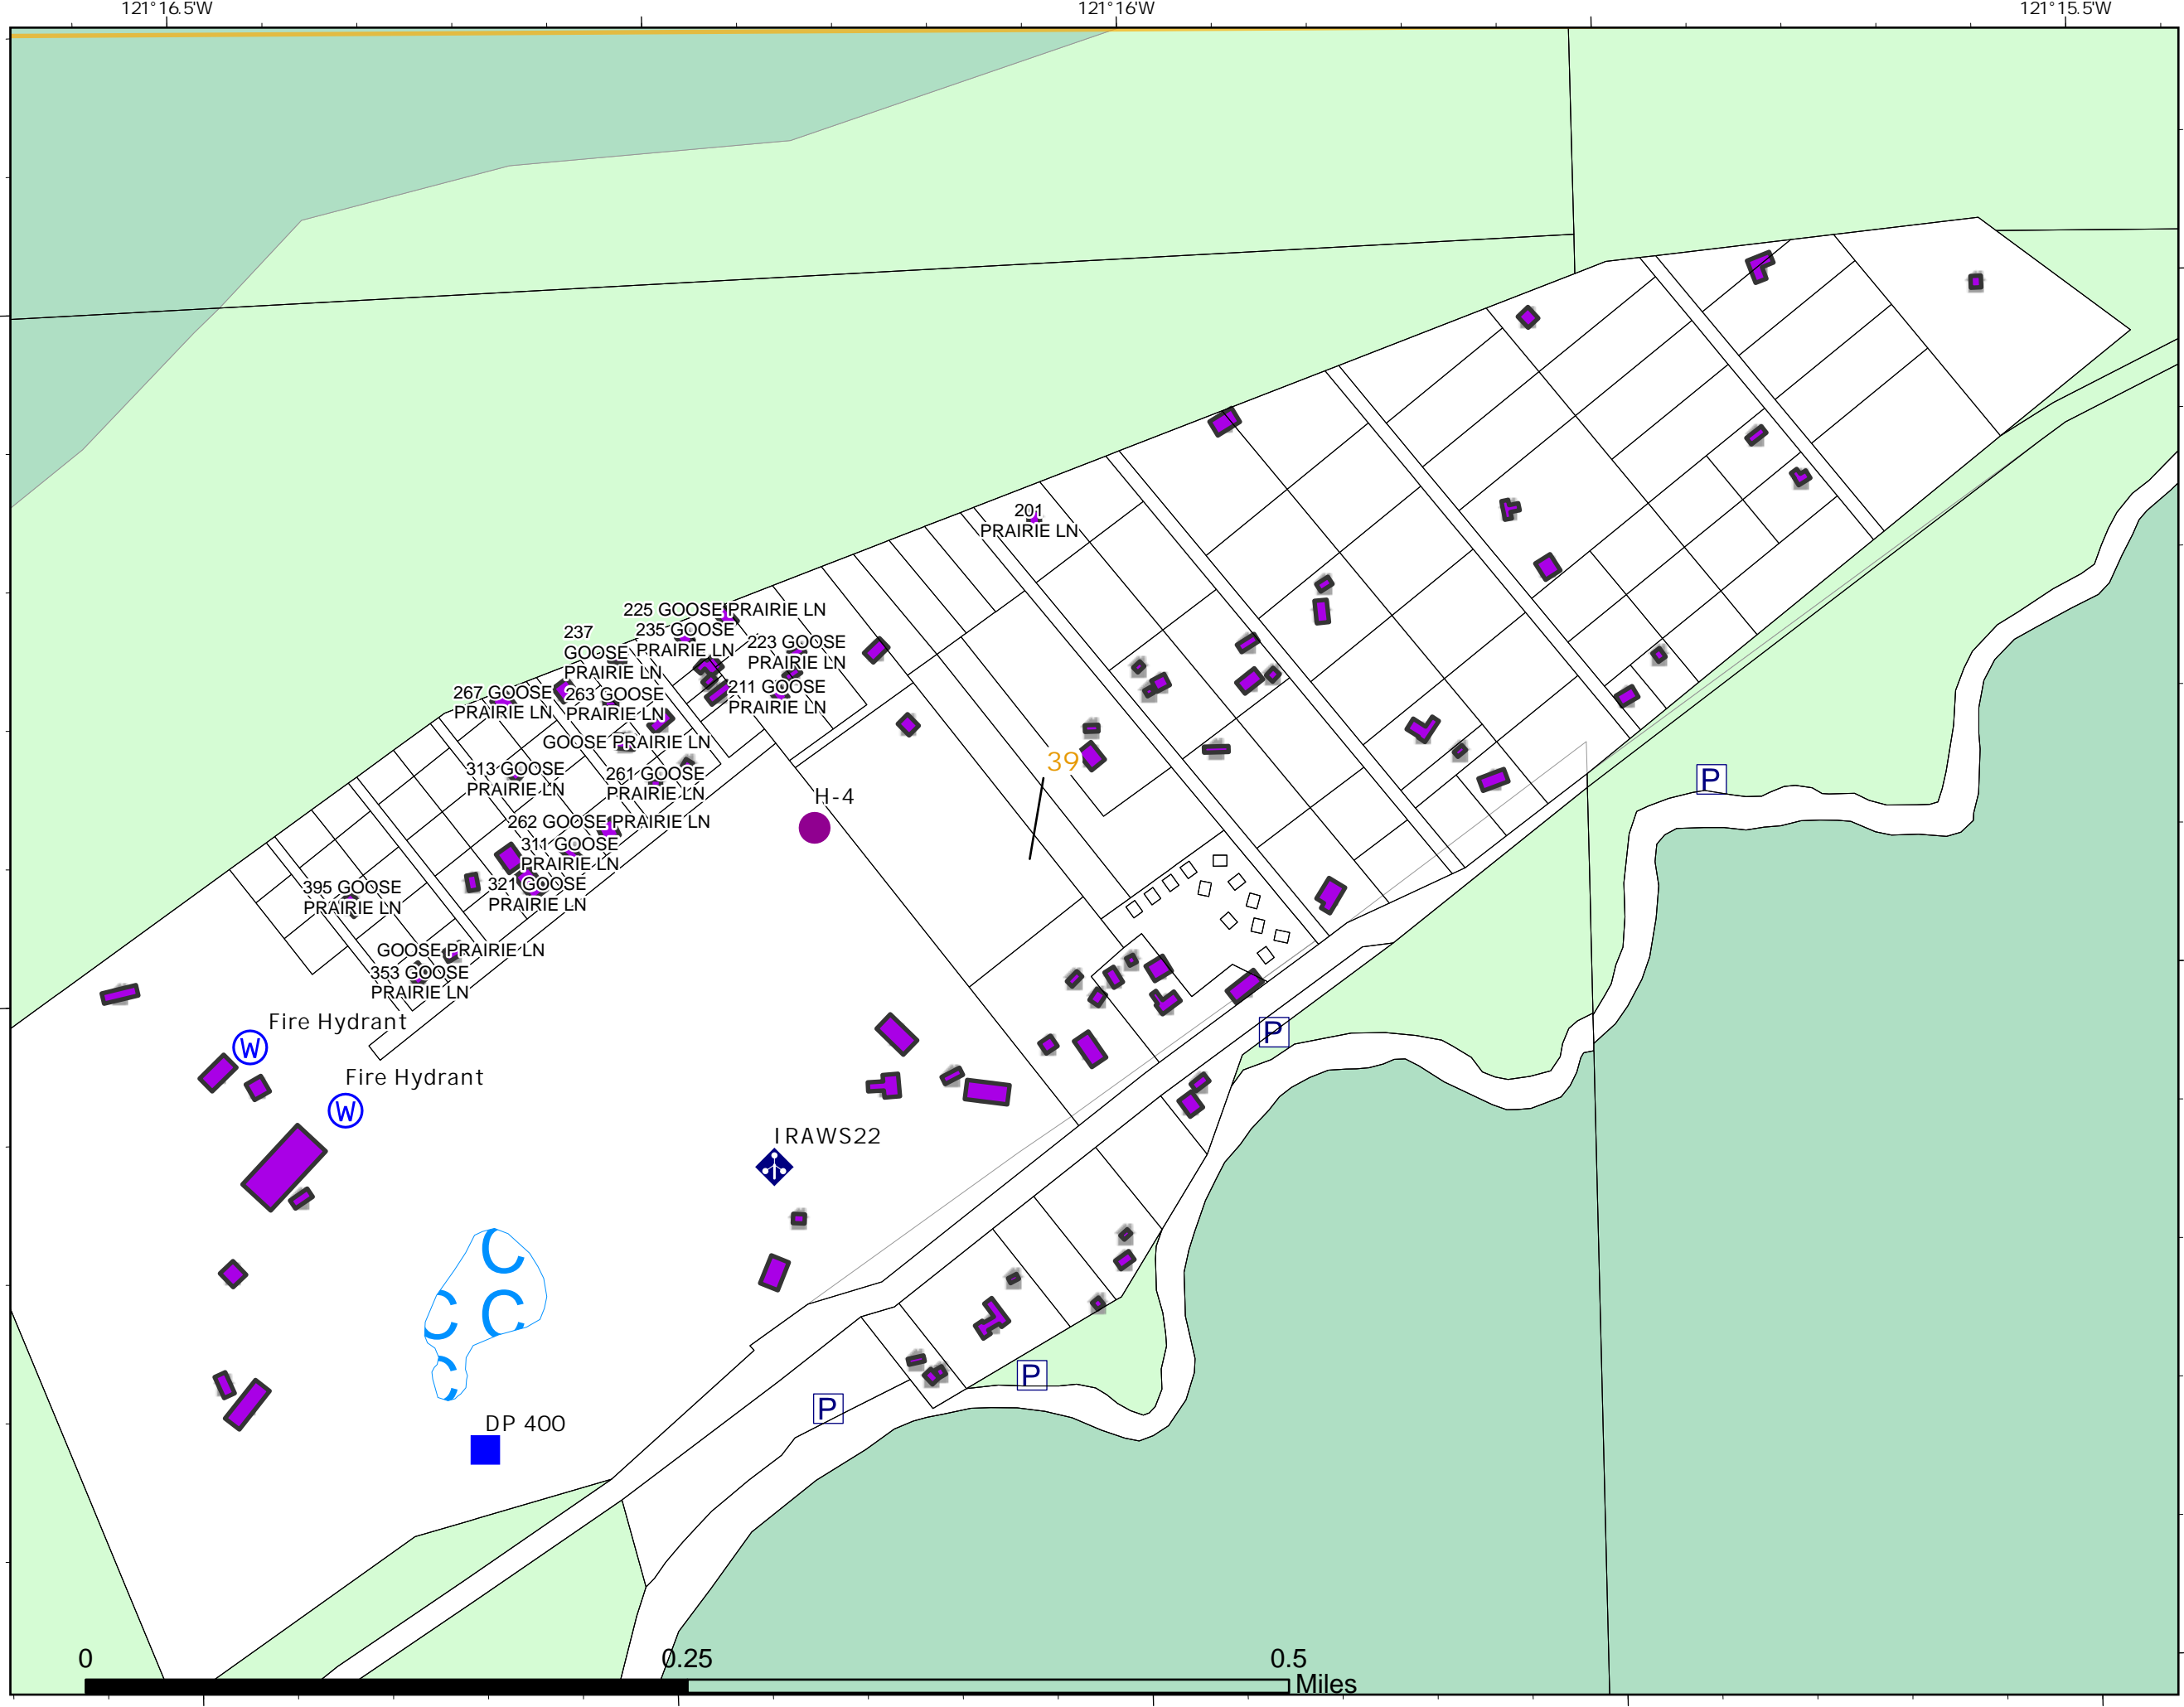 121°16.5'W
121°16'W
121°15.5'W
201
PRAIRIE LN
225 GOOSE PRAIRIE LN
237
GOOSE
PRAIRIE LN
235 GOOSE
PRAIRIE LN
223 GOOSE
PRAIRIE LN
267 GOOSE
PRAIRIE LN
263 GOOSE
PRAIRIE LN
211 GOOSE
PRAIRIE LN
GOOSE PRAIRIE LN
313 GOOSE
PRAIRIE LN
261 GOOSE
PRAIRIE LN
39
H-4
262 GOOSE PRAIRIE LN
311 GOOSE
PRAIRIE LN
P
395 GOOSE
PRAIRIE LN
321 GOOSE
PRAIRIE LN
GOOSE PRAIRIE LN
353 GOOSE
PRAIRIE LN
Fire Hydrant
W
P
Fire Hydrant
W
IRAWS22
C
C C
C
P
P
DP 400
0
0.25
0.5
Miles